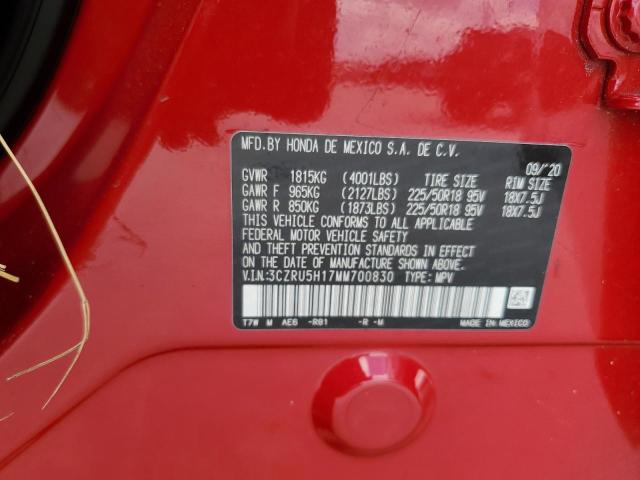 MFD.BY HONDA DE MEXICO S.A. DE C.V.
09/20
GVWR 1815KG (4001LBS) TIRE SIZE RIM SIZE
GAWR F 965KG (2127LBS) 225/50R18 95V 18X7.5J
GAWR R 850KG (1873LBS) 225/50R18 95V 18X7.5J
THIS VEHICLE CONFORMS TO ALL APPLICABLE
FEDERAL MOTOR VEHICLE SAFETY
AND THEFT PREVENTION STANDARDS IN EFFECT
ON THE DATE OF MANUFACTURE SHOWN ABOVE.
V.I.N:3CZRU5H17MM700830 TYPE: MPV
T7W M AE6 -R81 -R -M MADE IN MEXICO